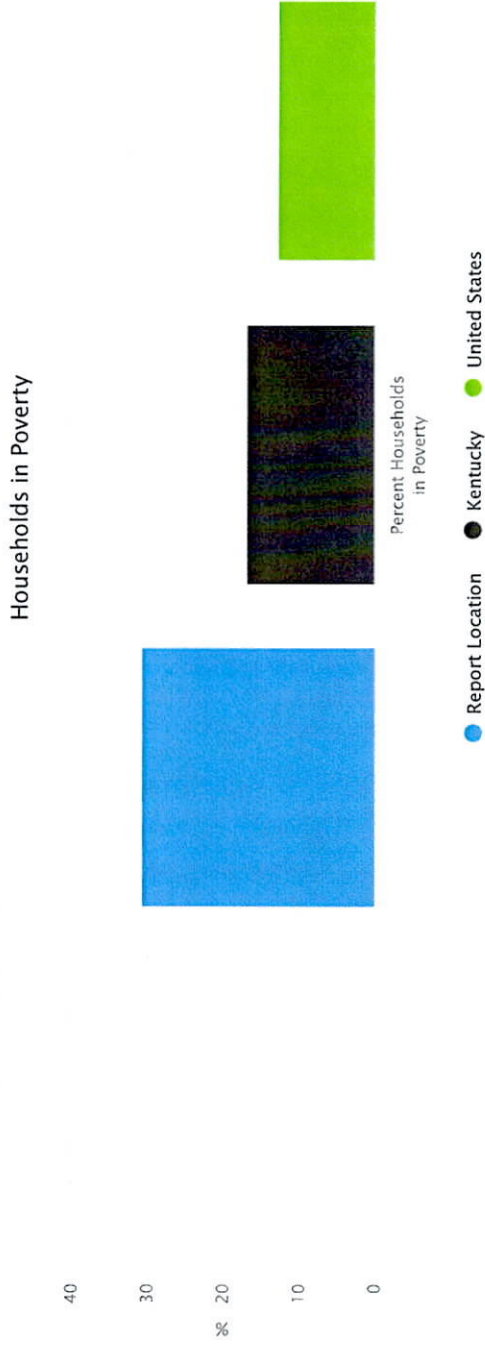 Households in Poverty
40
30
20
%
10
0
Percent Households
in Poverty
Report Location
Kentucky
United States